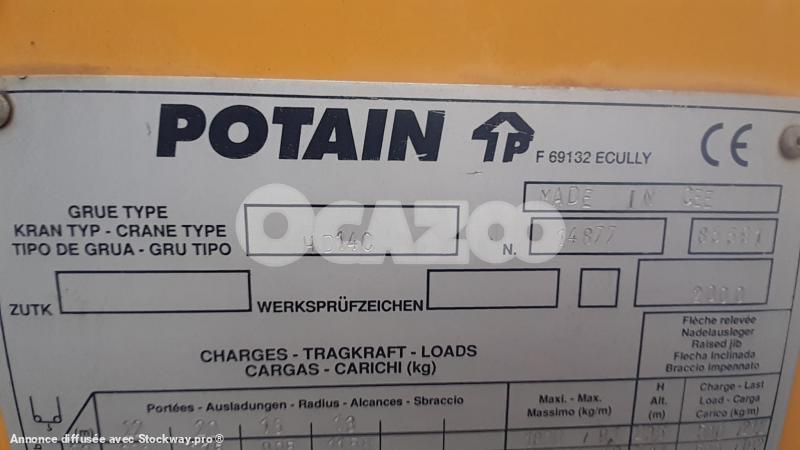 POTAIN TP F 69132 ECULLY CE
MADE IN CEE
GRUE TYPE
KRAN TYP - CRANE TYPE
TIPO DE GRUA - GRU TIPO
HD14C
N.
OCAZOO
ZUTK
WERKSPRÜFZEICHEN
2000
CHARGES - TRAGKRAFT - LOADS
CARGAS - CARICHI (kg)
Flèche relevée
Nadelausleger
Raised jib
Flecha Inclinada
Braccio Impennato
Portées - Ausladungen - Radius - Alcances - Sbraccio
(m)
Maxi. - Max.
Massimo (kg/m)
H
Alt.
(m)
Charge - Last
Load - Carga
Carico (kg/m)
Annonce diffusée avec Stockway.pro®